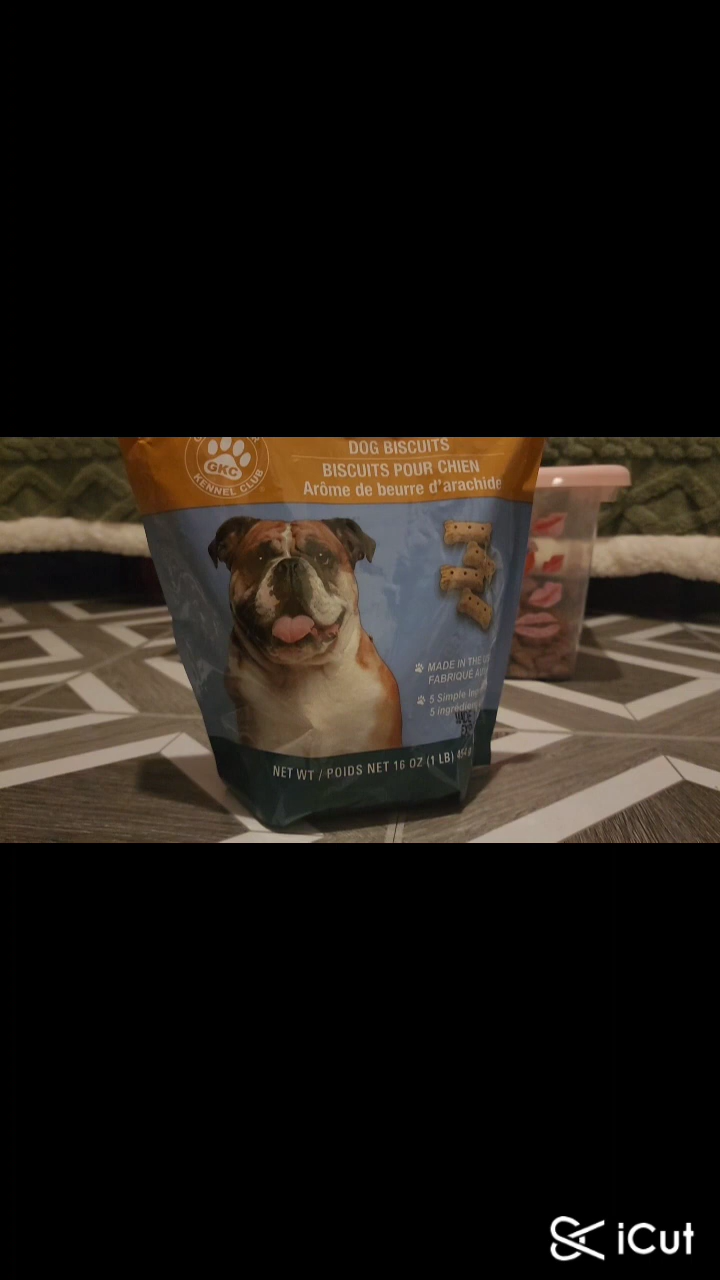 GKC
KENNEL CLUB
DOG BISCUITS
BISCUITS POUR CHIEN
Arôme de beurre d'arachide
MADE IN THE
FABRIQUÉ
5 Simple
5
NET WT / POIDS NET 16 OZ (1 LB) 454 g
iCut